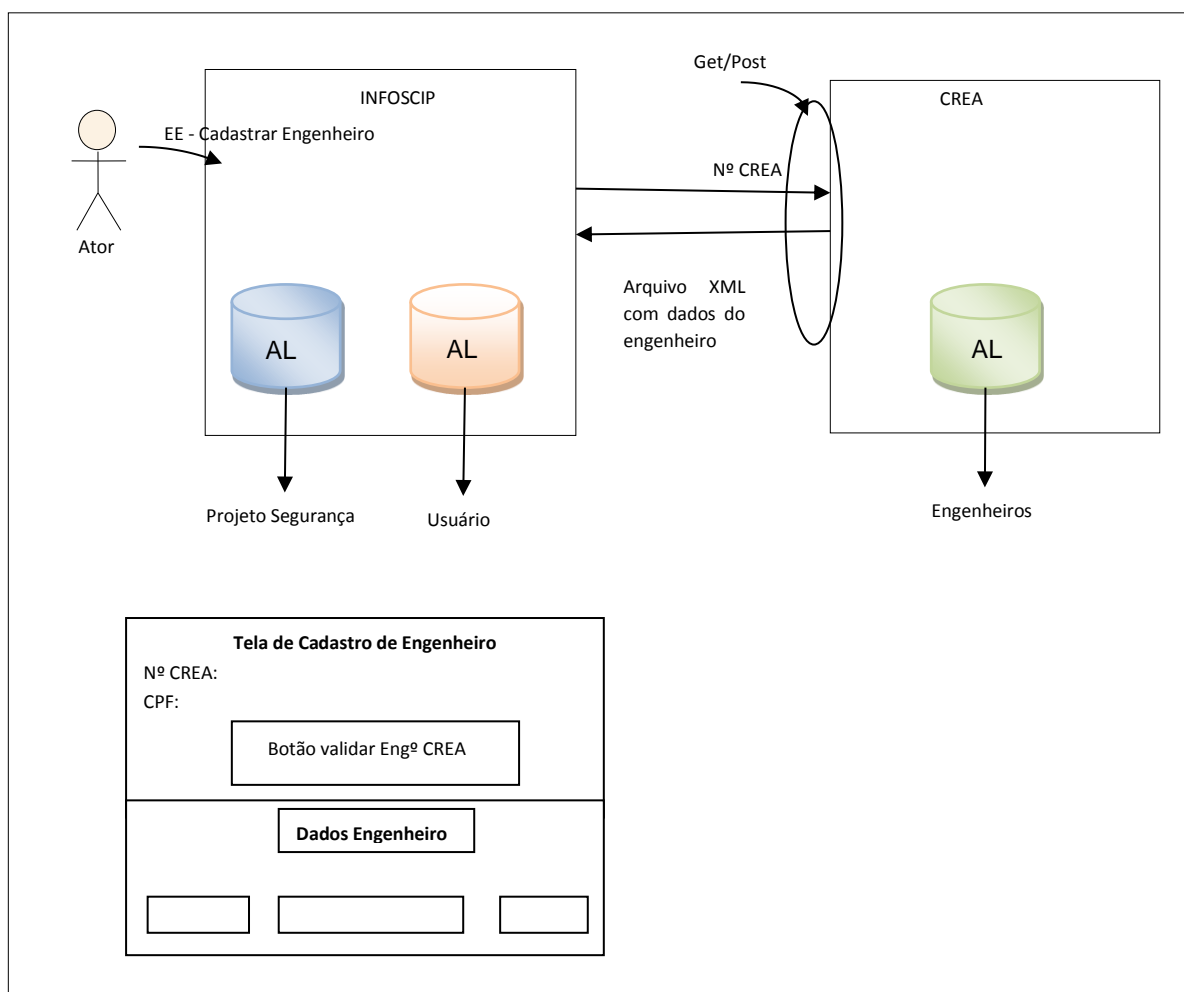 Get/Post
INFOSCIP
CREA
EE - Cadastrar Engenheiro
Nº CREA
Ator
Arquivo XML
com dados do
engenheiro
AL
AL
AL
Projeto Segurança
Usuário
Engenheiros
Tela de Cadastro de Engenheiro
Nº CREA:
CPF:
Botão validar Engº CREA
Dados Engenheiro